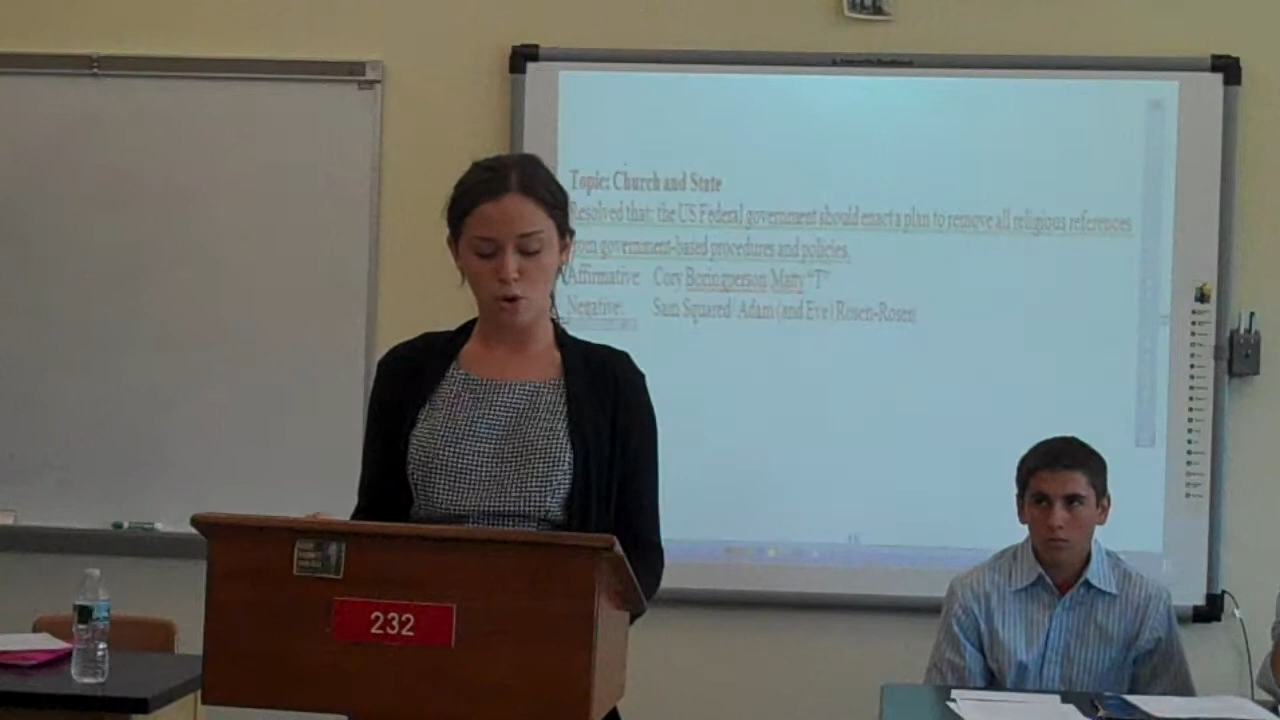 Topic: Church and State
Resolved that: the US Federal government should enact a plan to remove all religious references
from government-based procedures and policies.
Affirmative: Cory Boringperson Matty "T"
Negative: Sam Squared Adam (and Eve) Rosen-Rosen
232